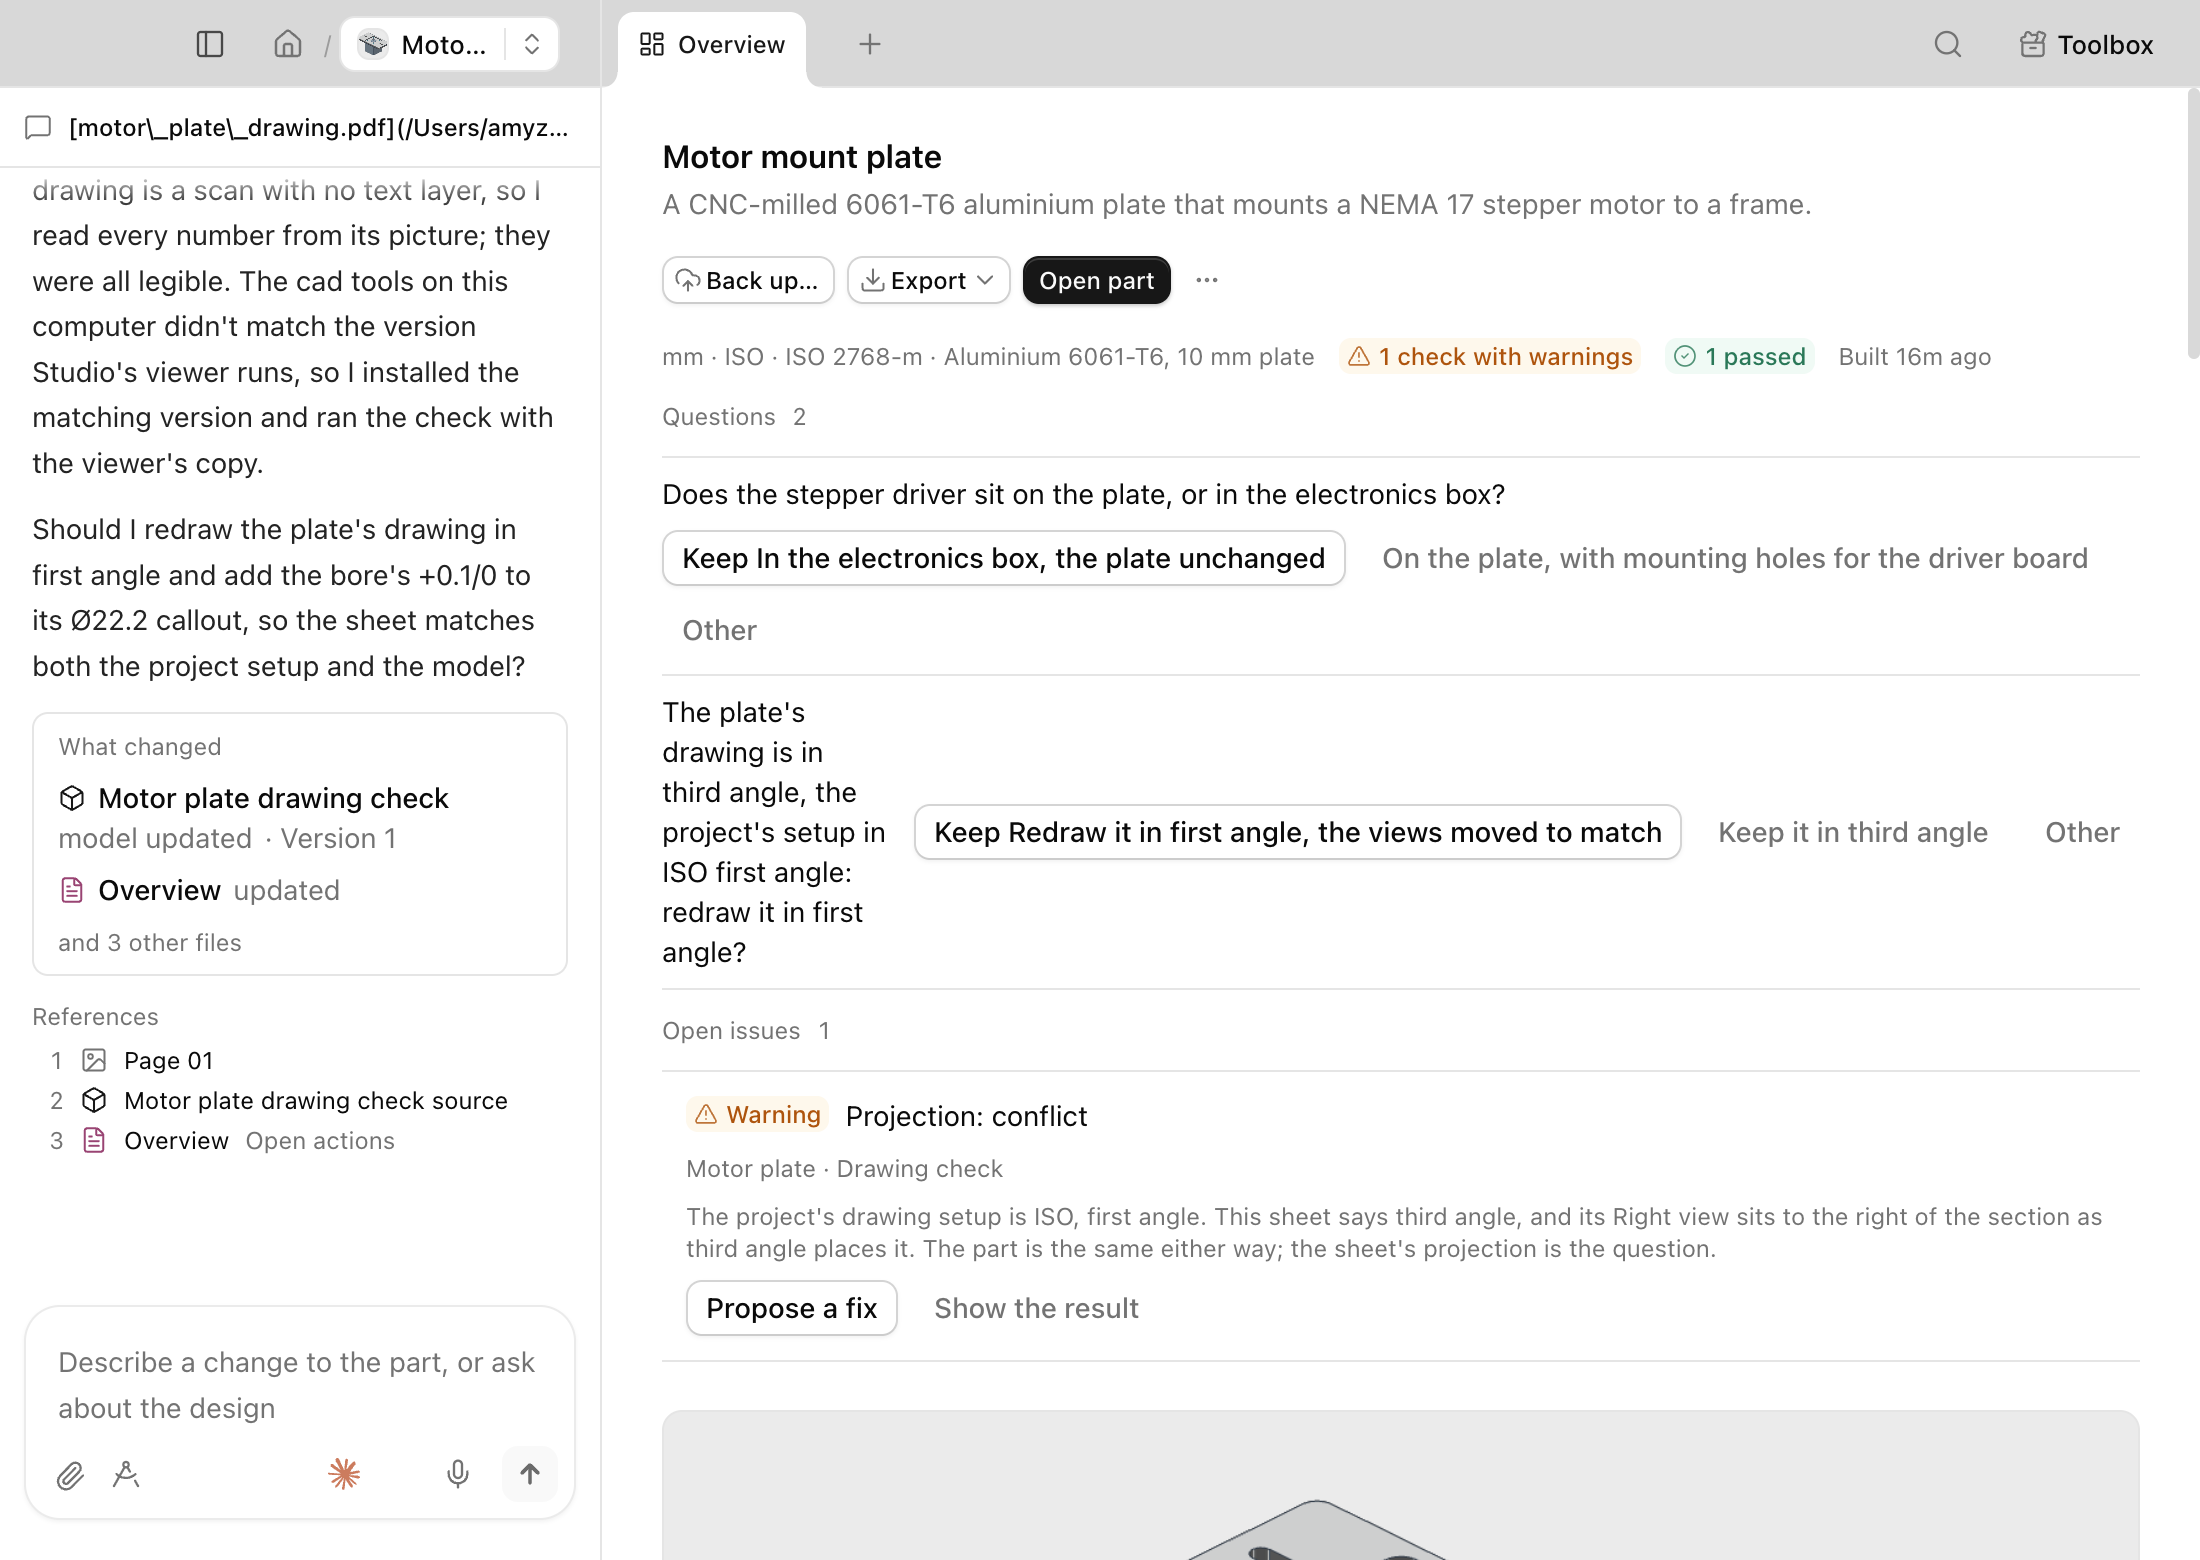 / Moto...
Overview
Toolbox
[motor\_plate\_drawing.pdf](/Users/amyz...
drawing is a scan with no text layer, so I
read every number from its picture; they
were all legible. The cad tools on this
computer didn't match the version
Studio's viewer runs, so I installed the
matching version and ran the check with
the viewer's copy.
Should I redraw the plate's drawing in
first angle and add the bore's +0.1/0 to
its Ø22.2 callout, so the sheet matches
both the project setup and the model?
What changed
Motor plate drawing check
model updated · Version 1
Overview updated
and 3 other files
References
1 Page 01
2 Motor plate drawing check source
3 Overview Open actions
Describe a change to the part, or ask
about the design
Motor mount plate
A CNC-milled 6061-T6 aluminium plate that mounts a NEMA 17 stepper motor to a frame.
Back up... Export Open part ···
mm · ISO · ISO 2768-m · Aluminium 6061-T6, 10 mm plate 1 check with warnings 1 passed Built 16m ago
Questions 2
Does the stepper driver sit on the plate, or in the electronics box?
Keep In the electronics box, the plate unchanged On the plate, with mounting holes for the driver board
Other
The plate's
drawing is in
third angle, the
project's setup in
ISO first angle:
redraw it in first
angle?
Keep Redraw it in first angle, the views moved to match Keep it in third angle Other
Open issues 1
Warning Projection: conflict
Motor plate · Drawing check
The project's drawing setup is ISO, first angle. This sheet says third angle, and its Right view sits to the right of the section as
third angle places it. The part is the same either way; the sheet's projection is the question.
Propose a fix Show the result